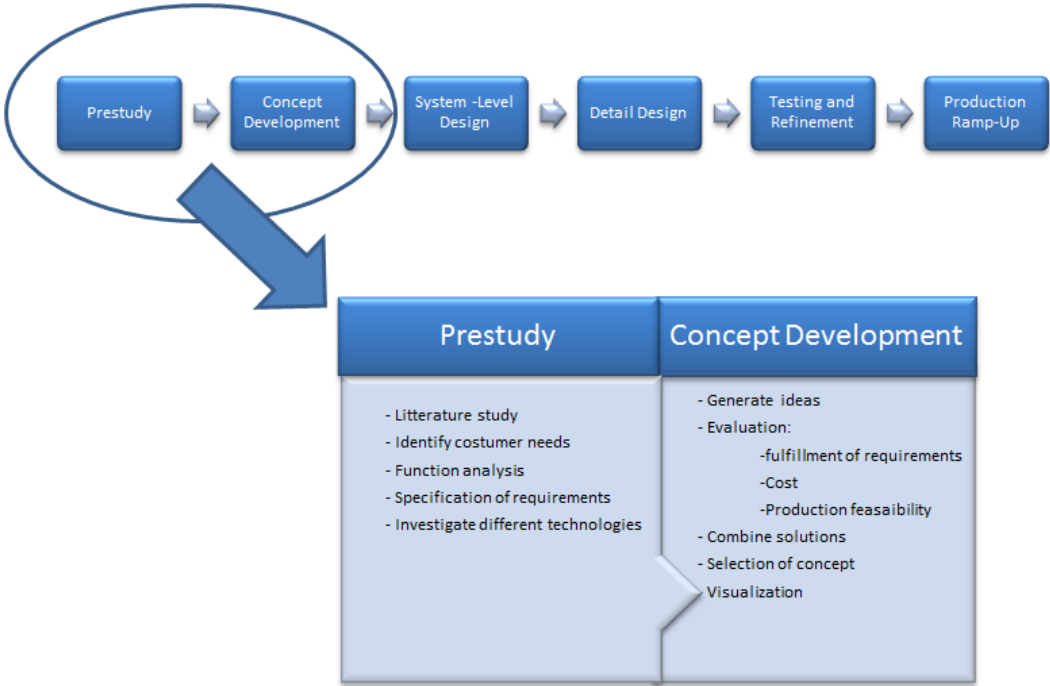 Prestudy
Concept
Development
System -Level
Design
Detail Design
Testing and
Refinement
Production
Ramp-Up
Prestudy
- Litterature study
- Identify costumer needs
- Function analysis
- Specification of requirements
- Investigate different technologies
Concept Development
- Generate ideas
- Evaluation:
-fulfillment of requirements
-Cost
-Production feasaibility
- Combine solutions
- Selection of concept
Visualization